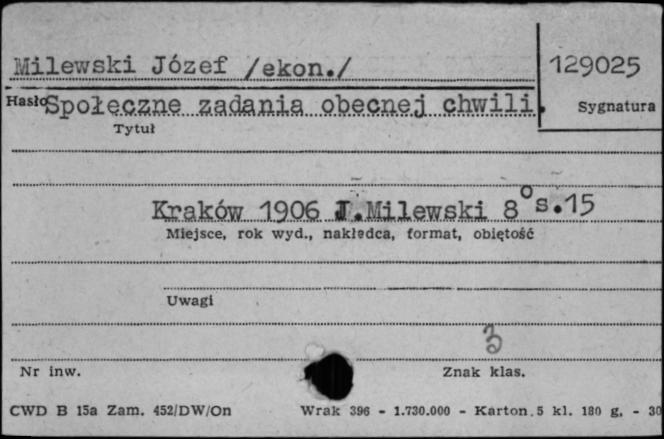 Milewski Józef /ekon./
129025
Hasło
Społeczne zadania obecnej chwili.
Sygnatura
Tytuł
Kraków 1906 J.Milewski 8° s.15
Miejsce, rok wyd., nakładca, format, obiętość
Uwagi
3
Nr inw.
Znak klas.
CWD B 15a Zam. 452/DW/On Wrak 396 - 1.730.000 - Karton. 5 kl. 180 g. - 30